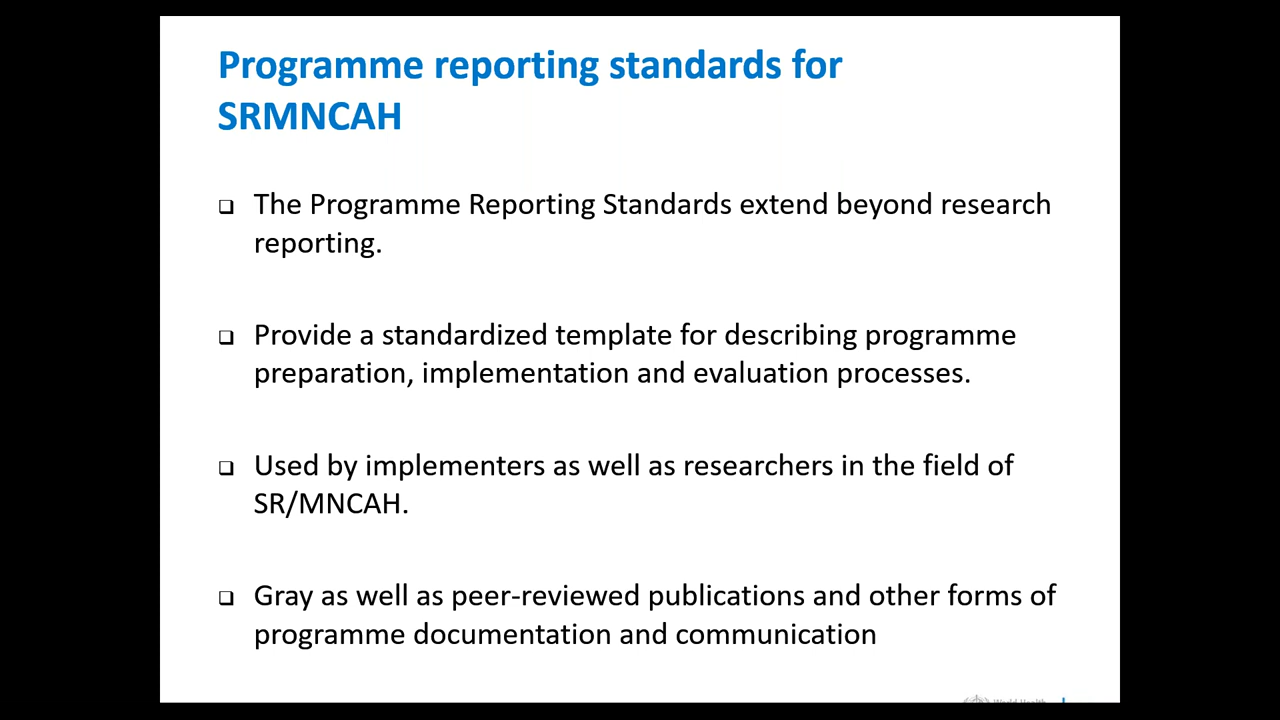 Programme reporting standards for
SRMNCAH
❑ The Programme Reporting Standards extend beyond research
reporting.
❑ Provide a standardized template for describing programme
preparation, implementation and evaluation processes.
❑ Used by implementers as well as researchers in the field of
SR/MNCAH.
❑ Gray as well as peer-reviewed publications and other forms of
programme documentation and communication
World Health